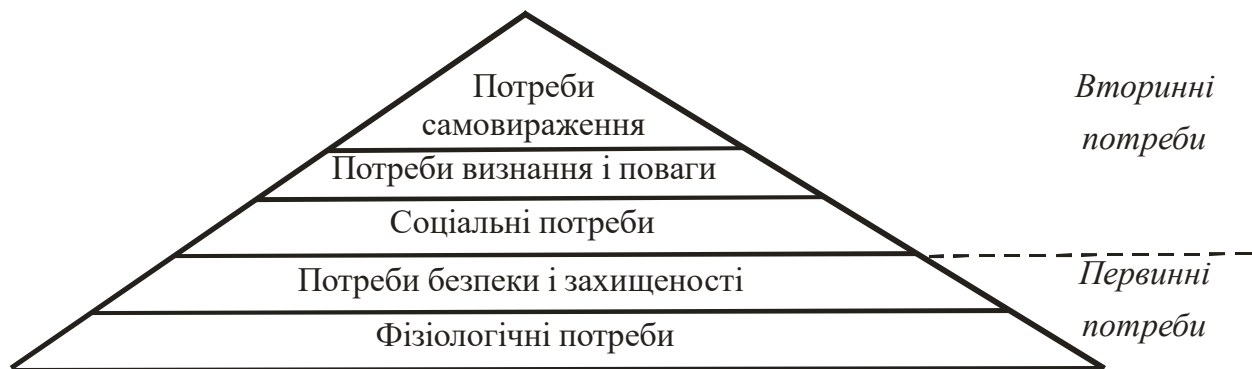 Потреби
самовираження
Потреби визнання і поваги
Соціальні потреби
Потреби безпеки і захищеності
Фізіологічні потреби
Вторинні
потреби
Первинні
потреби